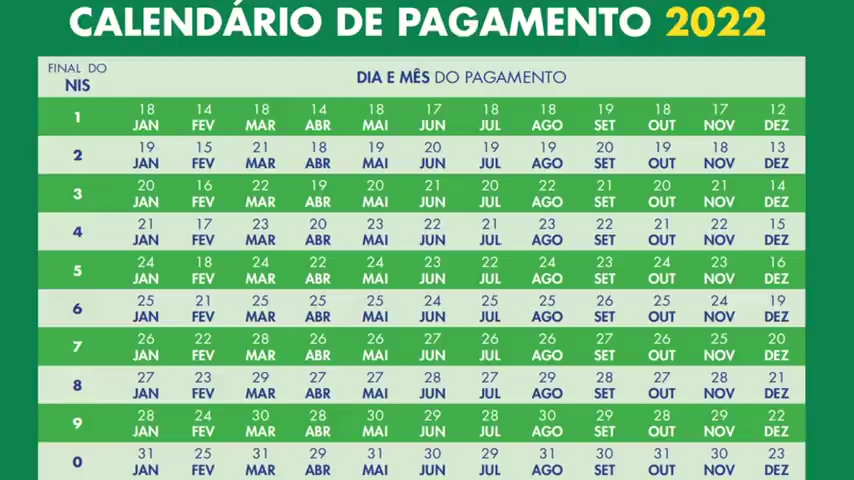 CALENDÁRIO DE PAGAMENTO 2022
FINAL DO
NIS
DIA E MÊS DO PAGAMENTO
18 14 18 14 18 17 18 18 19 18 17 12
1 JAN FEV MAR ABR MAI JUN JUL AGO SET OUT NOV DEZ
19 15 21 18 19 20 19 19 20 19 18 13
2 JAN FEV MAR ABR MAI JUN JUL AGO SET OUT NOV DEZ
20 16 22 19 20 21 20 22 21 20 21 14
3 JAN FEV MAR ABR MAI JUN JUL AGO SET OUT NOV DEZ
21 17 23 20 23 22 21 23 22 21 22 15
4 JAN FEV MAR ABR MAI JUN JUL AGO SET OUT NOV DEZ
24 18 24 22 24 23 22 24 23 24 23 16
5 JAN FEV MAR ABR MAI JUN JUL AGO SET OUT NOV DEZ
25 21 25 25 25 24 25 25 26 25 24 19
6 JAN FEV MAR ABR MAI JUN JUL AGO SET OUT NOV DEZ
26 22 28 26 26 27 26 26 27 26 25 20
7 JAN FEV MAR ABR MAI JUN JUL AGO SET OUT NOV DEZ
27 23 29 27 27 28 27 29 28 27 28 21
8 JAN FEV MAR ABR MAI JUN JUL AGO SET OUT NOV DEZ
28 24 30 28 30 29 28 30 29 28 29 22
9 JAN FEV MAR ABR MAI JUN JUL AGO SET OUT NOV DEZ
31 25 31 29 31 30 29 31 30 31 30 23
0 JAN FEV MAR ABR MAI JUN JUL AGO SET OUT NOV DEZ